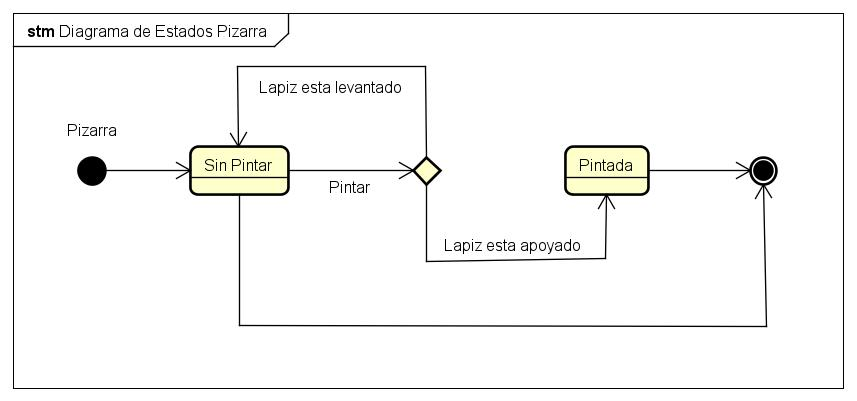 stm Diagrama de Estados Pizarra
Lapiz esta levantado
Pizarra
Sin Pintar
Pintada
Pintar
Lapiz esta apoyado